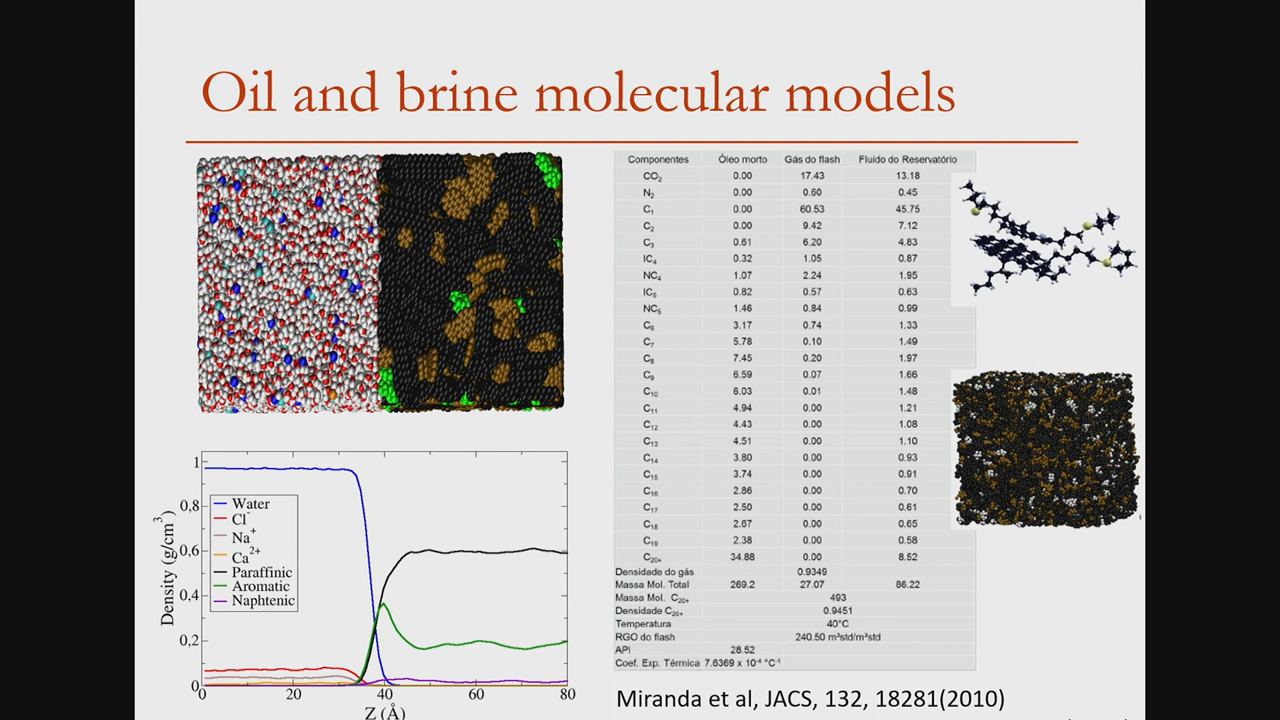 Oil and brine molecular models
Componentes Óleo morto Gás do flash Fluido do Reservatório
CO2 0.00 17.43 13.18
N2 0.00 0.60 0.45
C1 0.00 60.53 45.75
C2 0.00 9.42 7.12
C3 0.61 6.20 4.83
IC4 0.32 1.05 0.87
NC4 1.07 2.24 1.95
IC5 0.82 0.57 0.63
NC5 1.46 0.84 0.99
C6 3.17 0.74 1.33
C7 5.78 0.10 1.49
C8 7.45 0.20 1.97
C9 6.59 0.07 1.66
C10 6.03 0.01 1.48
C11 4.94 0.00 1.21
C12 4.43 0.00 1.08
C13 4.51 0.00 1.10
C14 3.80 0.00 0.93
C15 3.74 0.00 0.91
C16 2.86 0.00 0.70
C17 2.50 0.00 0.61
C18 2.67 0.00 0.65
C19 2.38 0.00 0.58
C20+ 34.88 0.00 8.52
Densidade do gás 0.9349
Massa Mol. Total 269.2 27.07 86.22
Massa Mol. C20+ 493
Densidade C20+ 0.9451
Temperatura 40°C
RGO do flash 240.50 m³std/m³std
API 28.52
Coef. Exp. Térmica 7.6369 x 10⁻⁴ °C⁻¹
Density (g/cm³)
1
0,8
0,6
0,4
0,2
0
Water
Cl⁻
Na⁺
Ca²⁺
Paraffinic
Aromatic
Naphtenic
0 20 40 60 80
Z (Å)
Miranda et al, JACS, 132, 18281(2010)